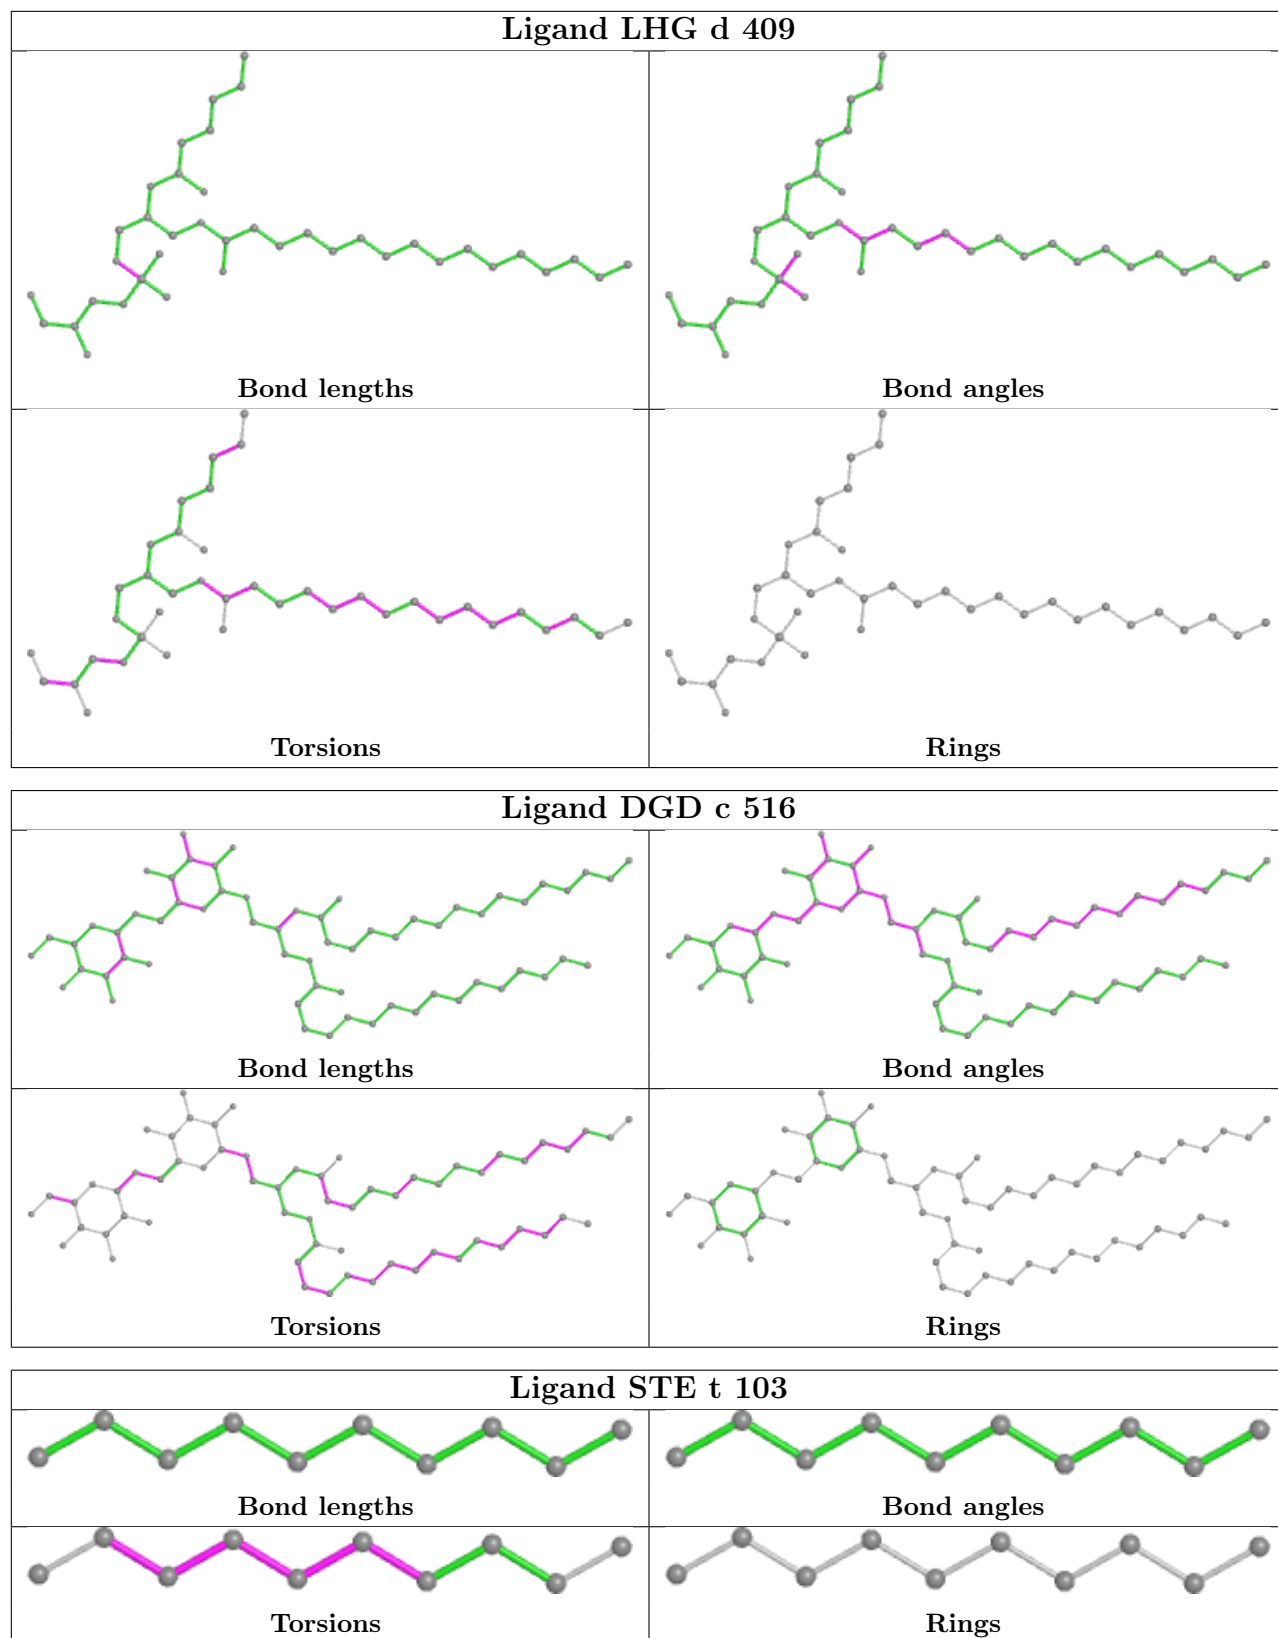 Ligand LHG d 409
Bond lengths
Bond angles
Torsions
Rings
Ligand DGD c 516
Bond lengths
Bond angles
Torsions
Rings
Ligand STE t 103
Bond lengths
Bond angles
Torsions
Rings